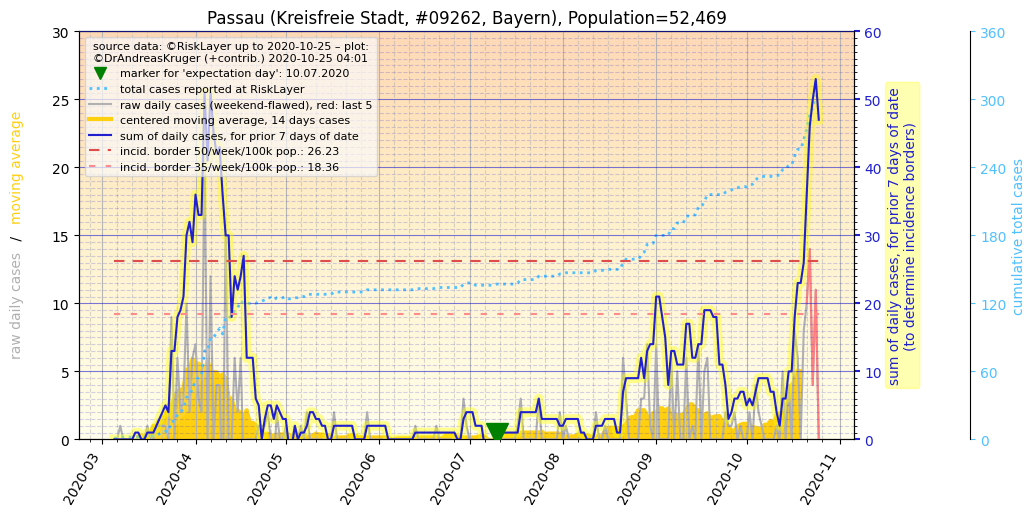 Passau (Kreisfreie Stadt, #09262, Bayern), Population=52,469
source data: ©RiskLayer up to 2020-10-25 – plot:
©DrAndreasKruger (+contrib.) 2020-10-25 04:01
marker for 'expectation day': 10.07.2020
total cases reported at RiskLayer
raw daily cases (weekend-flawed), red: last 5
centered moving average, 14 days cases
sum of daily cases, for prior 7 days of date
incid. border 50/week/100k pop.: 26.23
incid. border 35/week/100k pop.: 18.36
raw daily cases / moving average
30
25
20
15
10
5
0
60
50
40
30
20
10
0
sum of daily cases, for prior 7 days of date
(to determine incidence borders)
360
300
240
180
120
60
0
cumulative total cases
2020-03
2020-04
2020-05
2020-06
2020-07
2020-08
2020-09
2020-10
2020-11